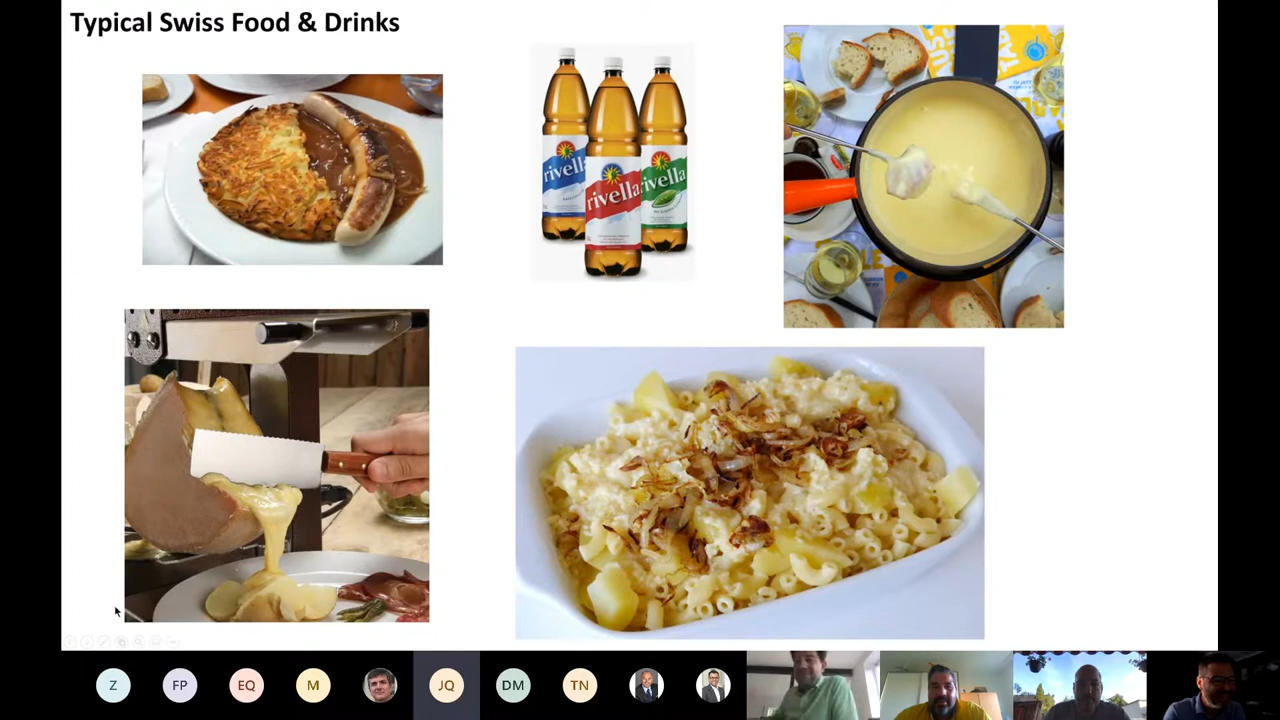 Typical Swiss Food & Drinks
rivella
rivella
rivella
Z
FP
EQ
M
JQ
DM
TN